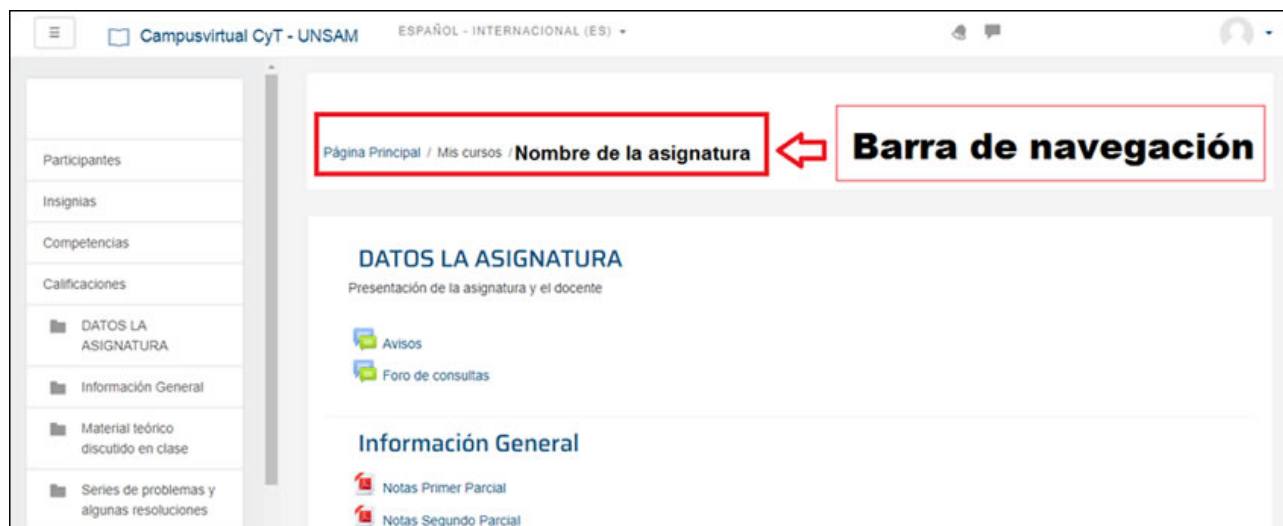 Campusvirtual CyT - UNSAM
ESPAÑOL - INTERNACIONAL (ES)
Participantes
Insignias
Competencias
Calificaciones
DATOS LA
ASIGNATURA
Información General
Material teórico
discutido en clase
Series de problemas y
algunas resoluciones
Página Principal / Mis cursos / Nombre de la asignatura
Barra de navegación
DATOS LA ASIGNATURA
Presentación de la asignatura y el docente
Avisos
Foro de consultas
Información General
Notas Primer Parcial
Notas Segundo Parcial